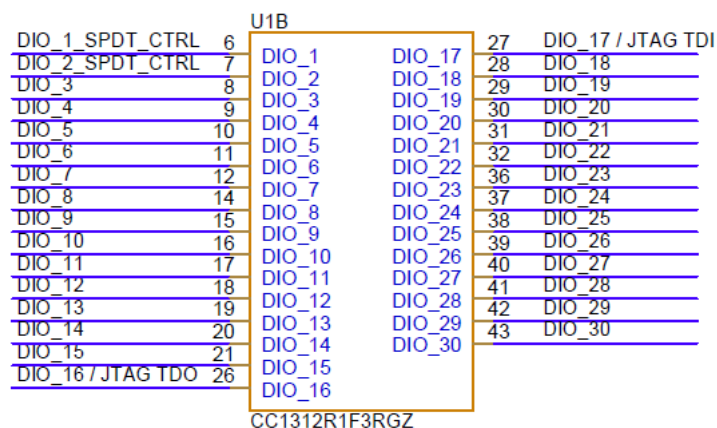 U1B
DIO_1_SPDT_CTRL 6 DIO_1 DIO_17 27 DIO_17 / JTAG TDI
DIO_2_SPDT_CTRL 7 DIO_2 DIO_18 28 DIO_18
DIO_3 8 DIO_3 DIO_19 29 DIO_19
DIO_4 9 DIO_4 DIO_20 30 DIO_20
DIO_5 10 DIO_5 DIO_21 31 DIO_21
DIO_6 11 DIO_6 DIO_22 32 DIO_22
DIO_7 12 DIO_7 DIO_23 36 DIO_23
DIO_8 14 DIO_8 DIO_24 37 DIO_24
DIO_9 15 DIO_9 DIO_25 38 DIO_25
DIO_10 16 DIO_10 DIO_26 39 DIO_26
DIO_11 17 DIO_11 DIO_27 40 DIO_27
DIO_12 18 DIO_12 DIO_28 41 DIO_28
DIO_13 19 DIO_13 DIO_29 42 DIO_29
DIO_14 20 DIO_14 DIO_30 43 DIO_30
DIO_15 21 DIO_15
DIO_16 / JTAG TDO 26 DIO_16
CC1312R1F3RGZ